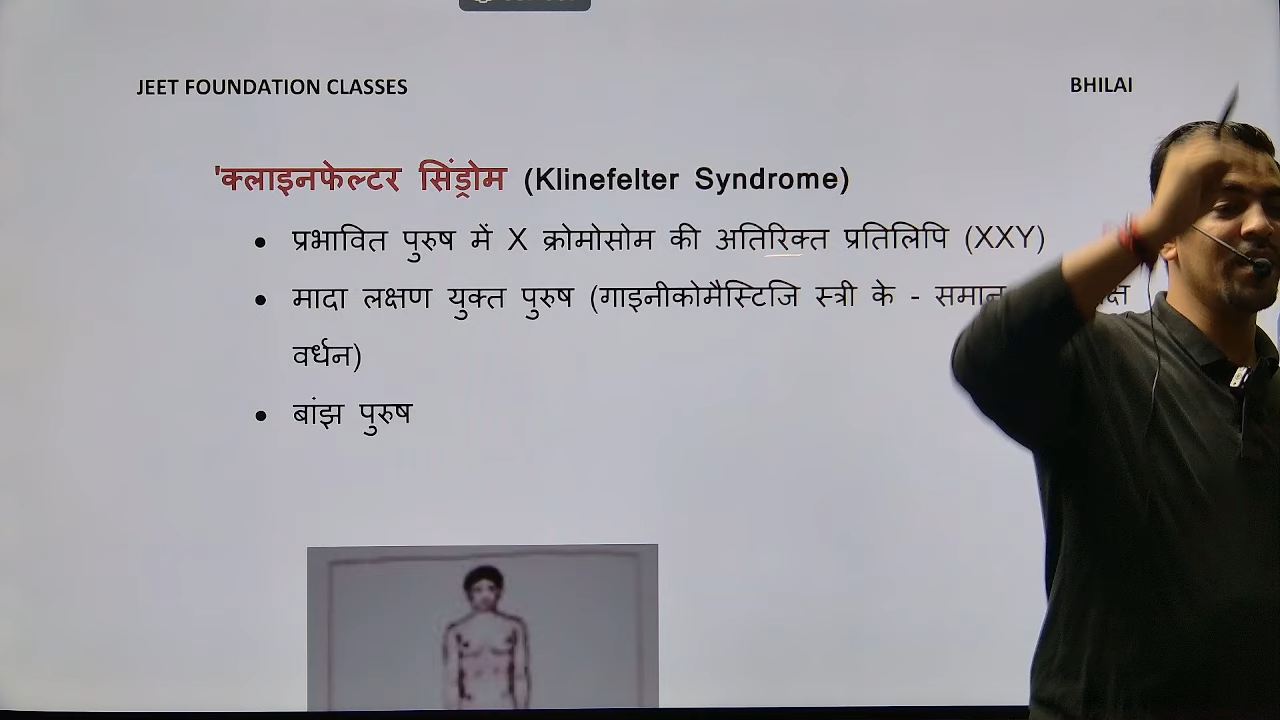 JEET FOUNDATION CLASSES BHILAI
'क्लाइनफेल्टर सिंड्रोम (Klinefelter Syndrome)
• प्रभावित पुरुष में X क्रोमोसोम की अतिरिक्त प्रतिलिपि (XXY)
• मादा लक्षण युक्त पुरुष (गाइनीकोमैस्टिजि स्त्री के - समान
वर्धन)
• बांझ पुरुष